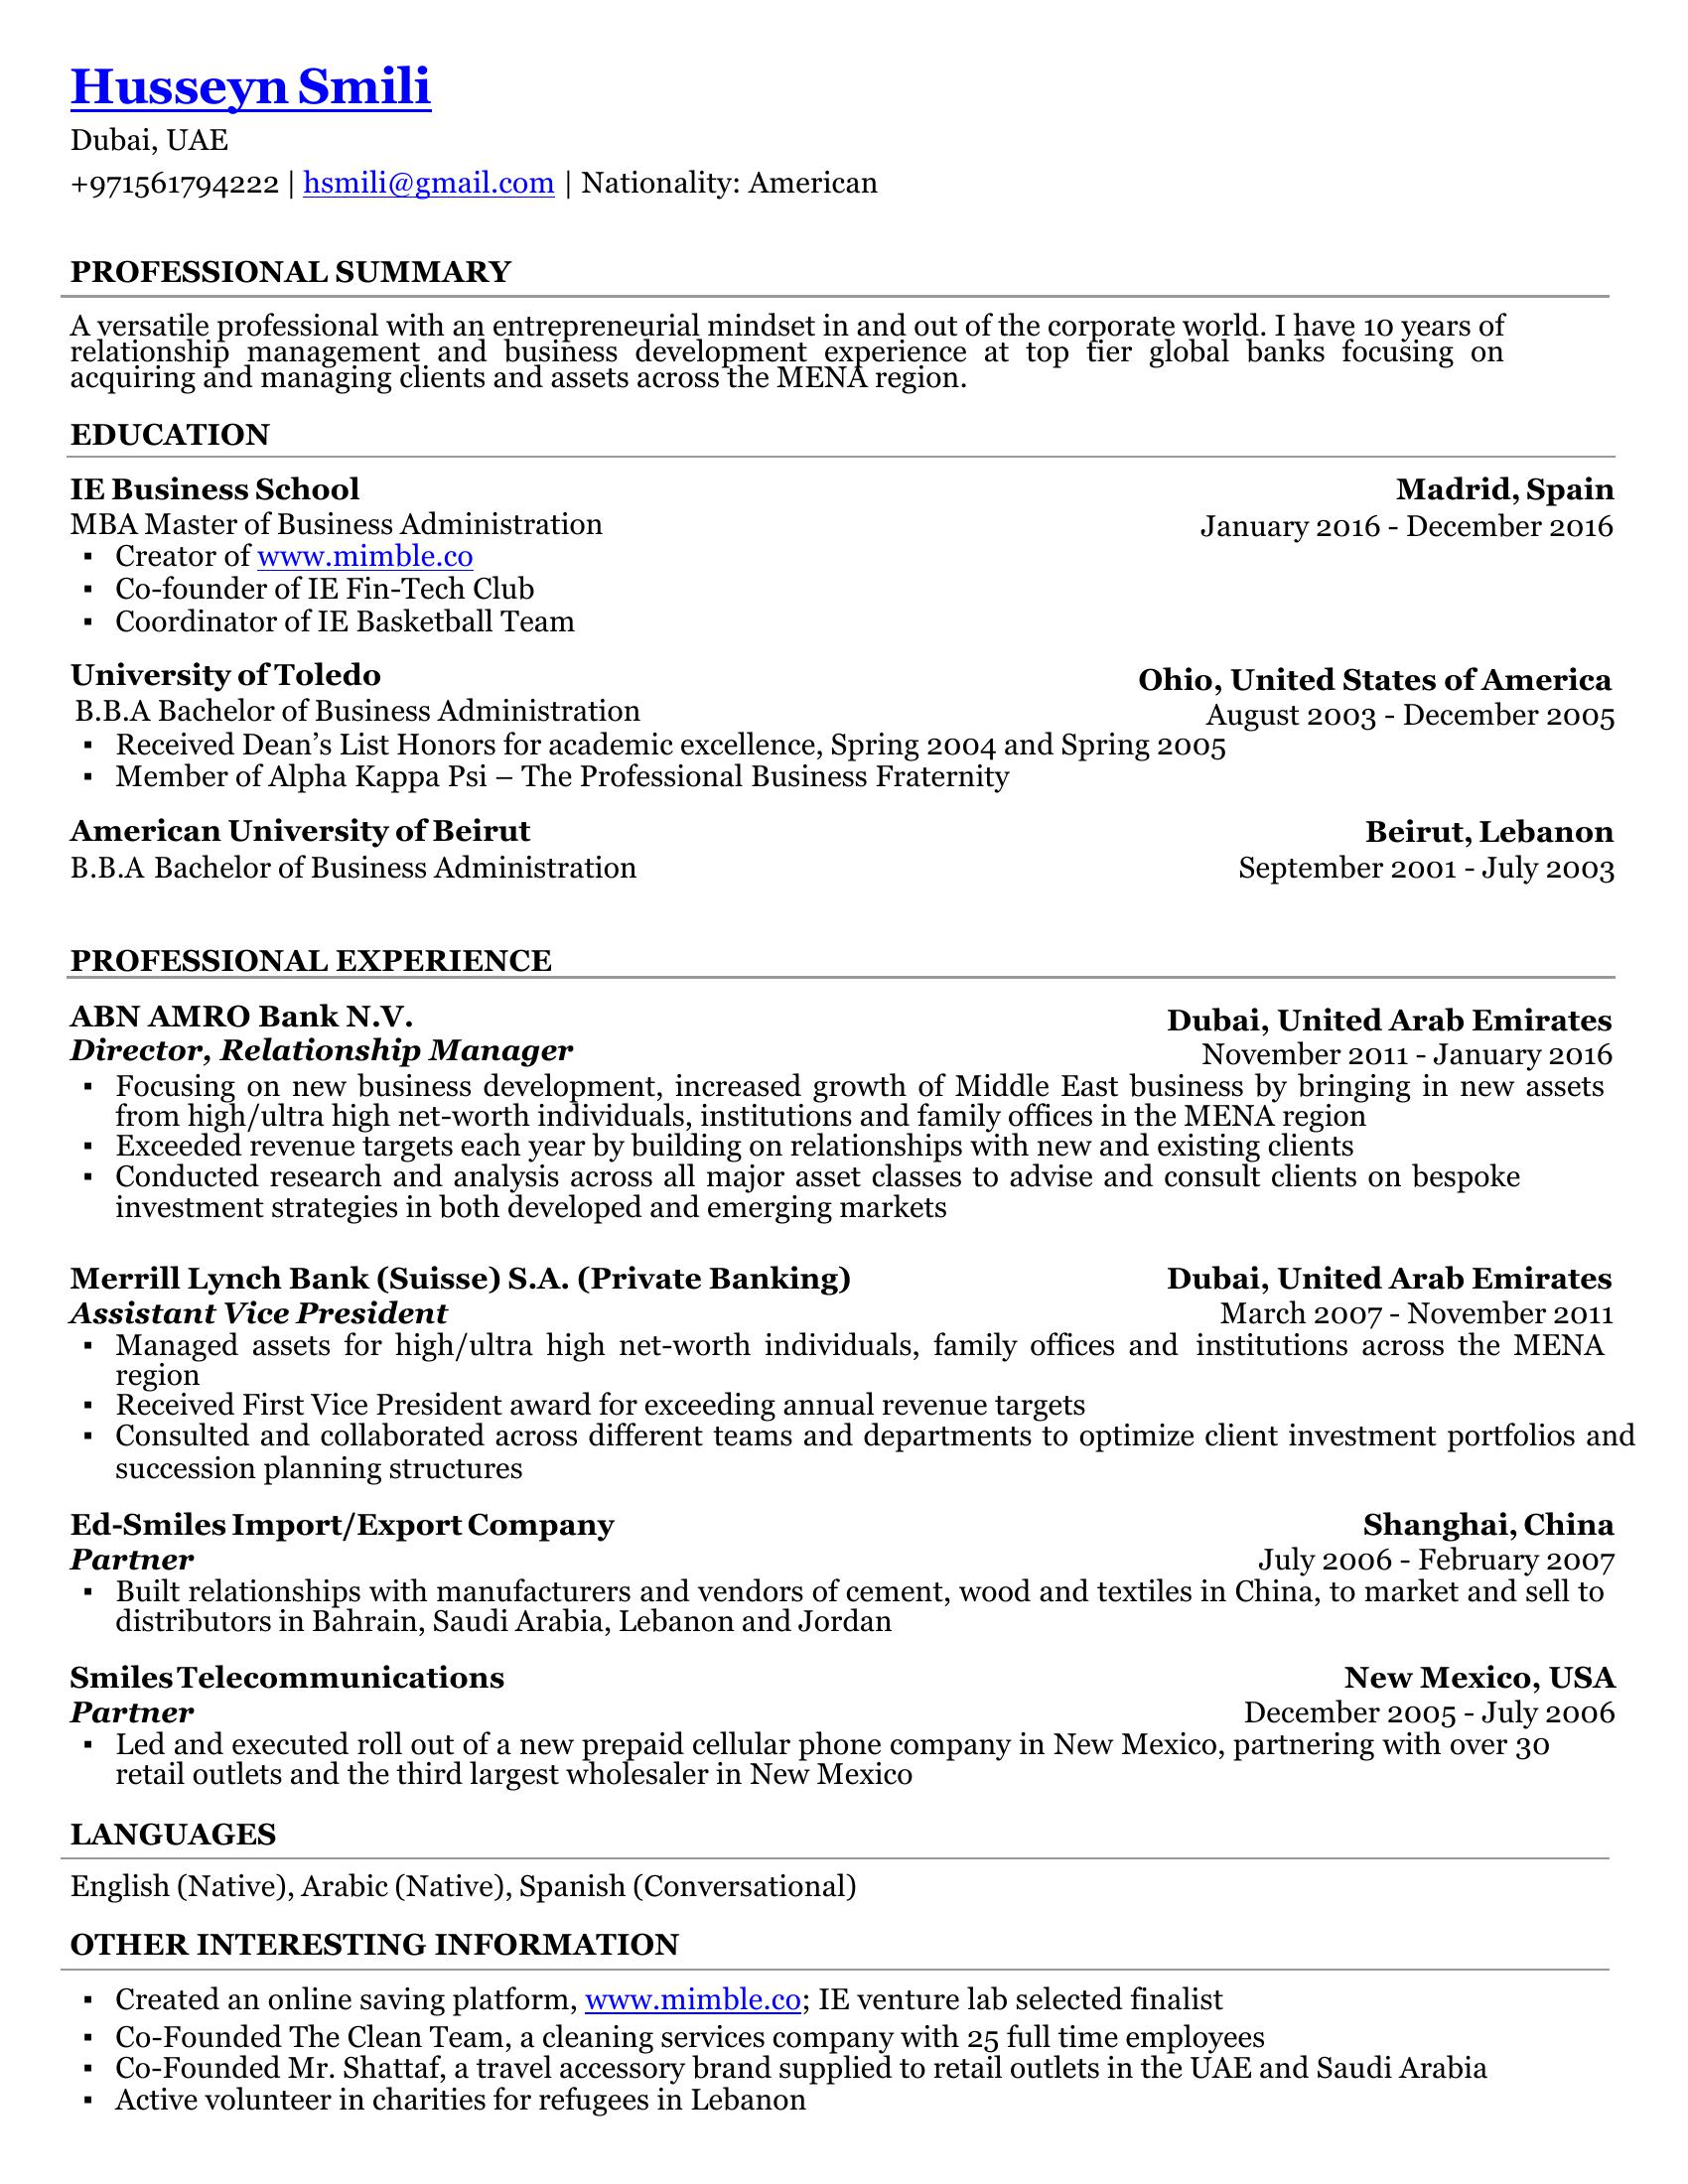 Husseyn Smili
Dubai, UAE
+971561794222 | hsmili@gmail.com | Nationality: American
PROFESSIONAL SUMMARY
A versatile professional with an entrepreneurial mindset in and out of the corporate world. I have 10 years of
relationship management and business development experience at top tier global banks focusing on
acquiring and managing clients and assets across the MENA region.
EDUCATION
IE Business School Madrid, Spain
MBA Master of Business Administration January 2016 - December 2016
▪ Creator of www.mimble.co
▪ Co-founder of IE Fin-Tech Club
▪ Coordinator of IE Basketball Team
University of Toledo Ohio, United States of America
B.B.A Bachelor of Business Administration August 2003 - December 2005
▪ Received Dean’s List Honors for academic excellence, Spring 2004 and Spring 2005
▪ Member of Alpha Kappa Psi – The Professional Business Fraternity
American University of Beirut Beirut, Lebanon
B.B.A Bachelor of Business Administration September 2001 - July 2003
PROFESSIONAL EXPERIENCE
ABN AMRO Bank N.V. Dubai, United Arab Emirates
Director, Relationship Manager November 2011 - January 2016
▪ Focusing on new business development, increased growth of Middle East business by bringing in new assets
from high/ultra high net-worth individuals, institutions and family offices in the MENA region
▪ Exceeded revenue targets each year by building on relationships with new and existing clients
▪ Conducted research and analysis across all major asset classes to advise and consult clients on bespoke
investment strategies in both developed and emerging markets
Merrill Lynch Bank (Suisse) S.A. (Private Banking) Dubai, United Arab Emirates
Assistant Vice President March 2007 - November 2011
▪ Managed assets for high/ultra high net-worth individuals, family offices and institutions across the MENA
region
▪ Received First Vice President award for exceeding annual revenue targets
▪ Consulted and collaborated across different teams and departments to optimize client investment portfolios and
succession planning structures
Ed-Smiles Import/Export Company Shanghai, China
Partner July 2006 - February 2007
▪ Built relationships with manufacturers and vendors of cement, wood and textiles in China, to market and sell to
distributors in Bahrain, Saudi Arabia, Lebanon and Jordan
Smiles Telecommunications New Mexico, USA
Partner December 2005 - July 2006
▪ Led and executed roll out of a new prepaid cellular phone company in New Mexico, partnering with over 30
retail outlets and the third largest wholesaler in New Mexico
LANGUAGES
English (Native), Arabic (Native), Spanish (Conversational)
OTHER INTERESTING INFORMATION
▪ Created an online saving platform, www.mimble.co; IE venture lab selected finalist
▪ Co-Founded The Clean Team, a cleaning services company with 25 full time employees
▪ Co-Founded Mr. Shattaf, a travel accessory brand supplied to retail outlets in the UAE and Saudi Arabia
▪ Active volunteer in charities for refugees in Lebanon